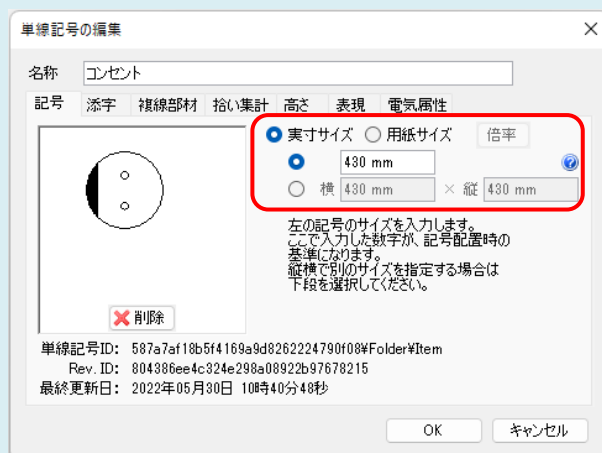 単線記号の編集
名称 コンセント
記号 添字 複線部材 拾い集計 高さ 表現 電気属性
実寸サイズ 用紙サイズ 倍率
430 mm
横 430 mm × 縦 430 mm
左の記号のサイズを入力します。
ここで入力した数字が、記号配置時の
基準になります。
縦横で別のサイズを指定する場合は
下段を選択してください。
削除
単線記号ID: 587a7af18b5f4169a9d8262224790f08¥Folder¥Item
Rev. ID: 804386ee4c324e298a08922b97678215
最終更新日: 2022年05月30日 10時40分48秒
OK キャンセル